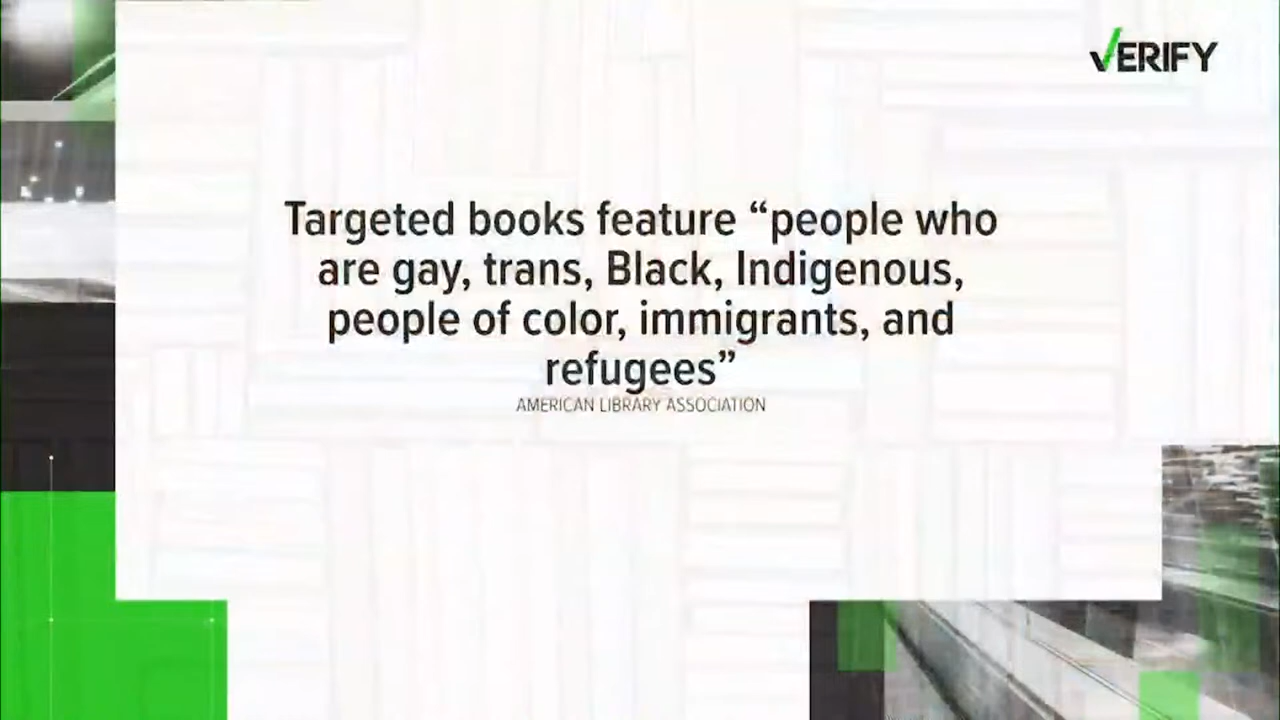 VERIFY
Targeted books feature “people who
are gay, trans, Black, Indigenous,
people of color, immigrants, and
refugees”
AMERICAN LIBRARY ASSOCIATION